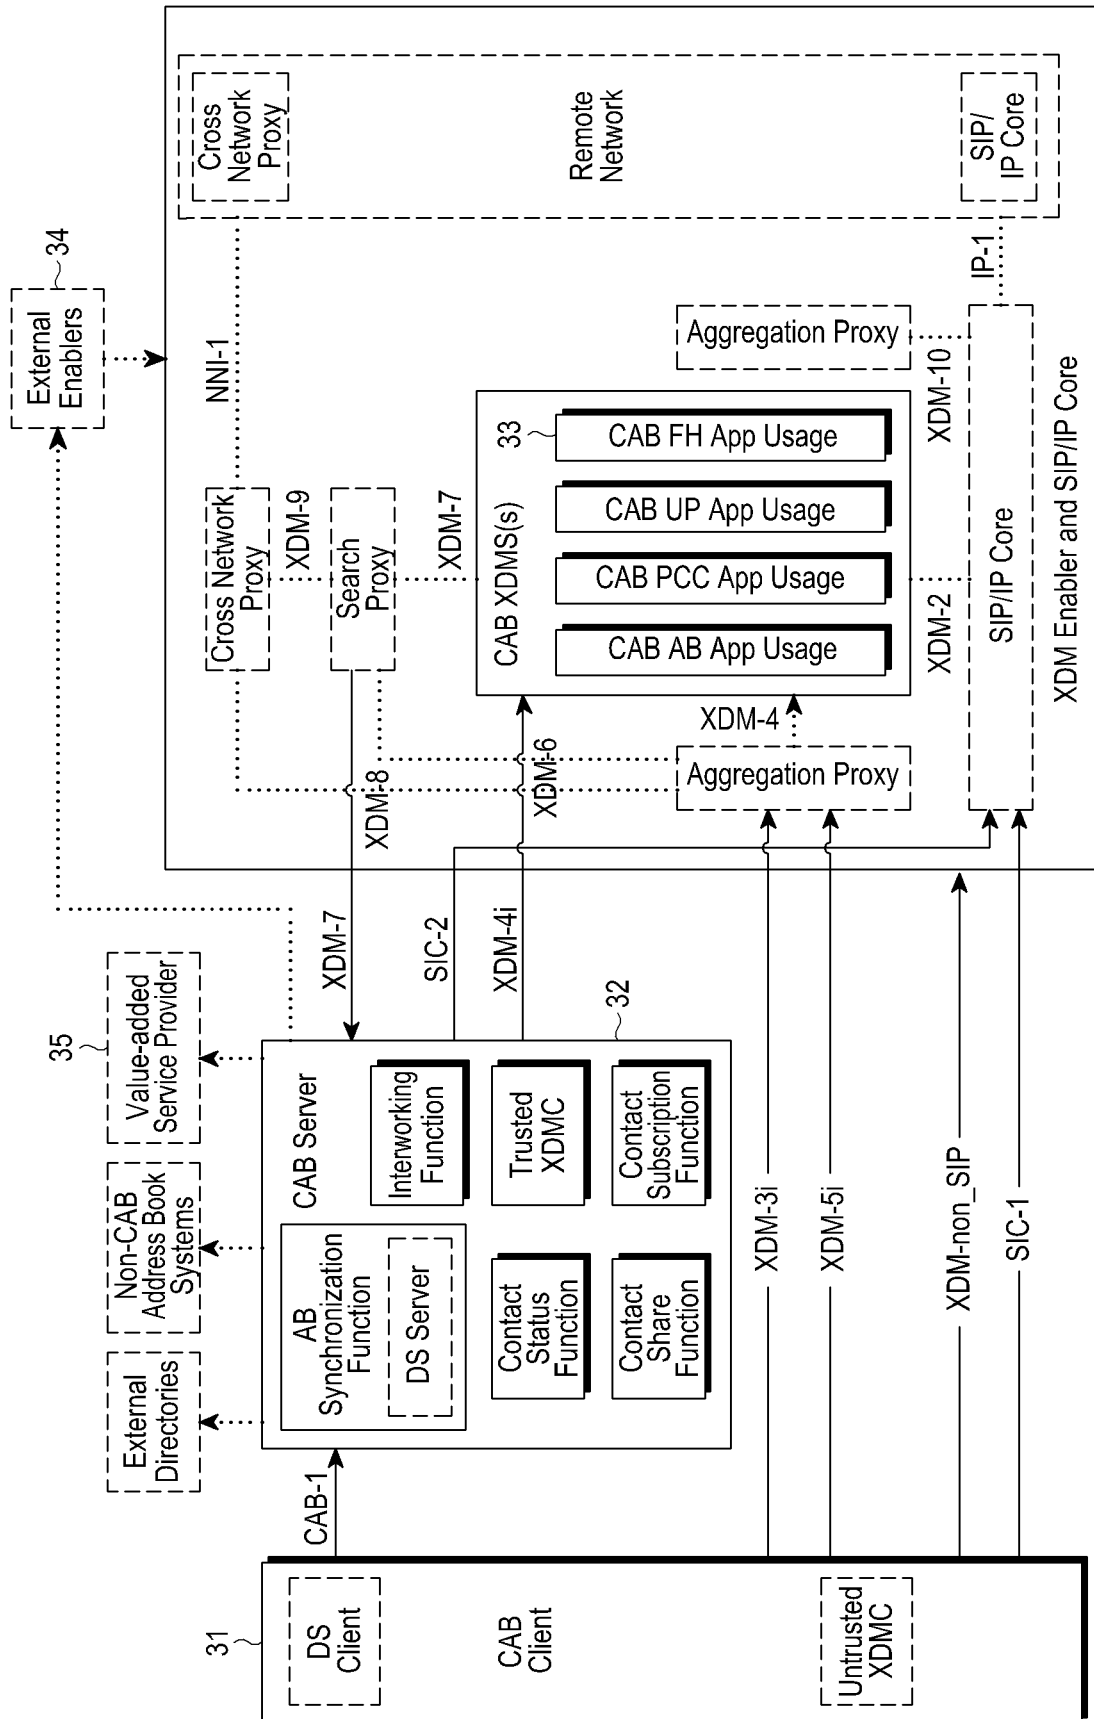 31
DS
Client
CAB
Client
Untrusted
XDMC
CAB-1
External
Directories
Non-CAB
Address Book
Systems
Value-added
Service Provider
35
CAB Server
AB
Synchronization
Function
DS Server
Interworking
Function
Contact
Status
Function
Trusted
XDMC
Contact
Share
Function
Contact
Subscription
Function
32
XDM-7
SIC-2
XDM-4i
XDM-3i
XDM-5i
XDM-non_SIP
SIC-1
External
Enablers
34
Cross Network
Proxy
NNI-1
Cross
Network
Proxy
XDM-9
Search
Proxy
XDM-8
XDM-6
XDM-7
CAB XDMS(s)
33
CAB AB App Usage
CAB PCC App Usage
CAB UP App Usage
CAB FH App Usage
Remote
Network
XDM-4
Aggregation Proxy
Aggregation Proxy
XDM-2
XDM-10
SIP/IP Core
IP-1
SIP/
IP Core
XDM Enabler and SIP/IP Core